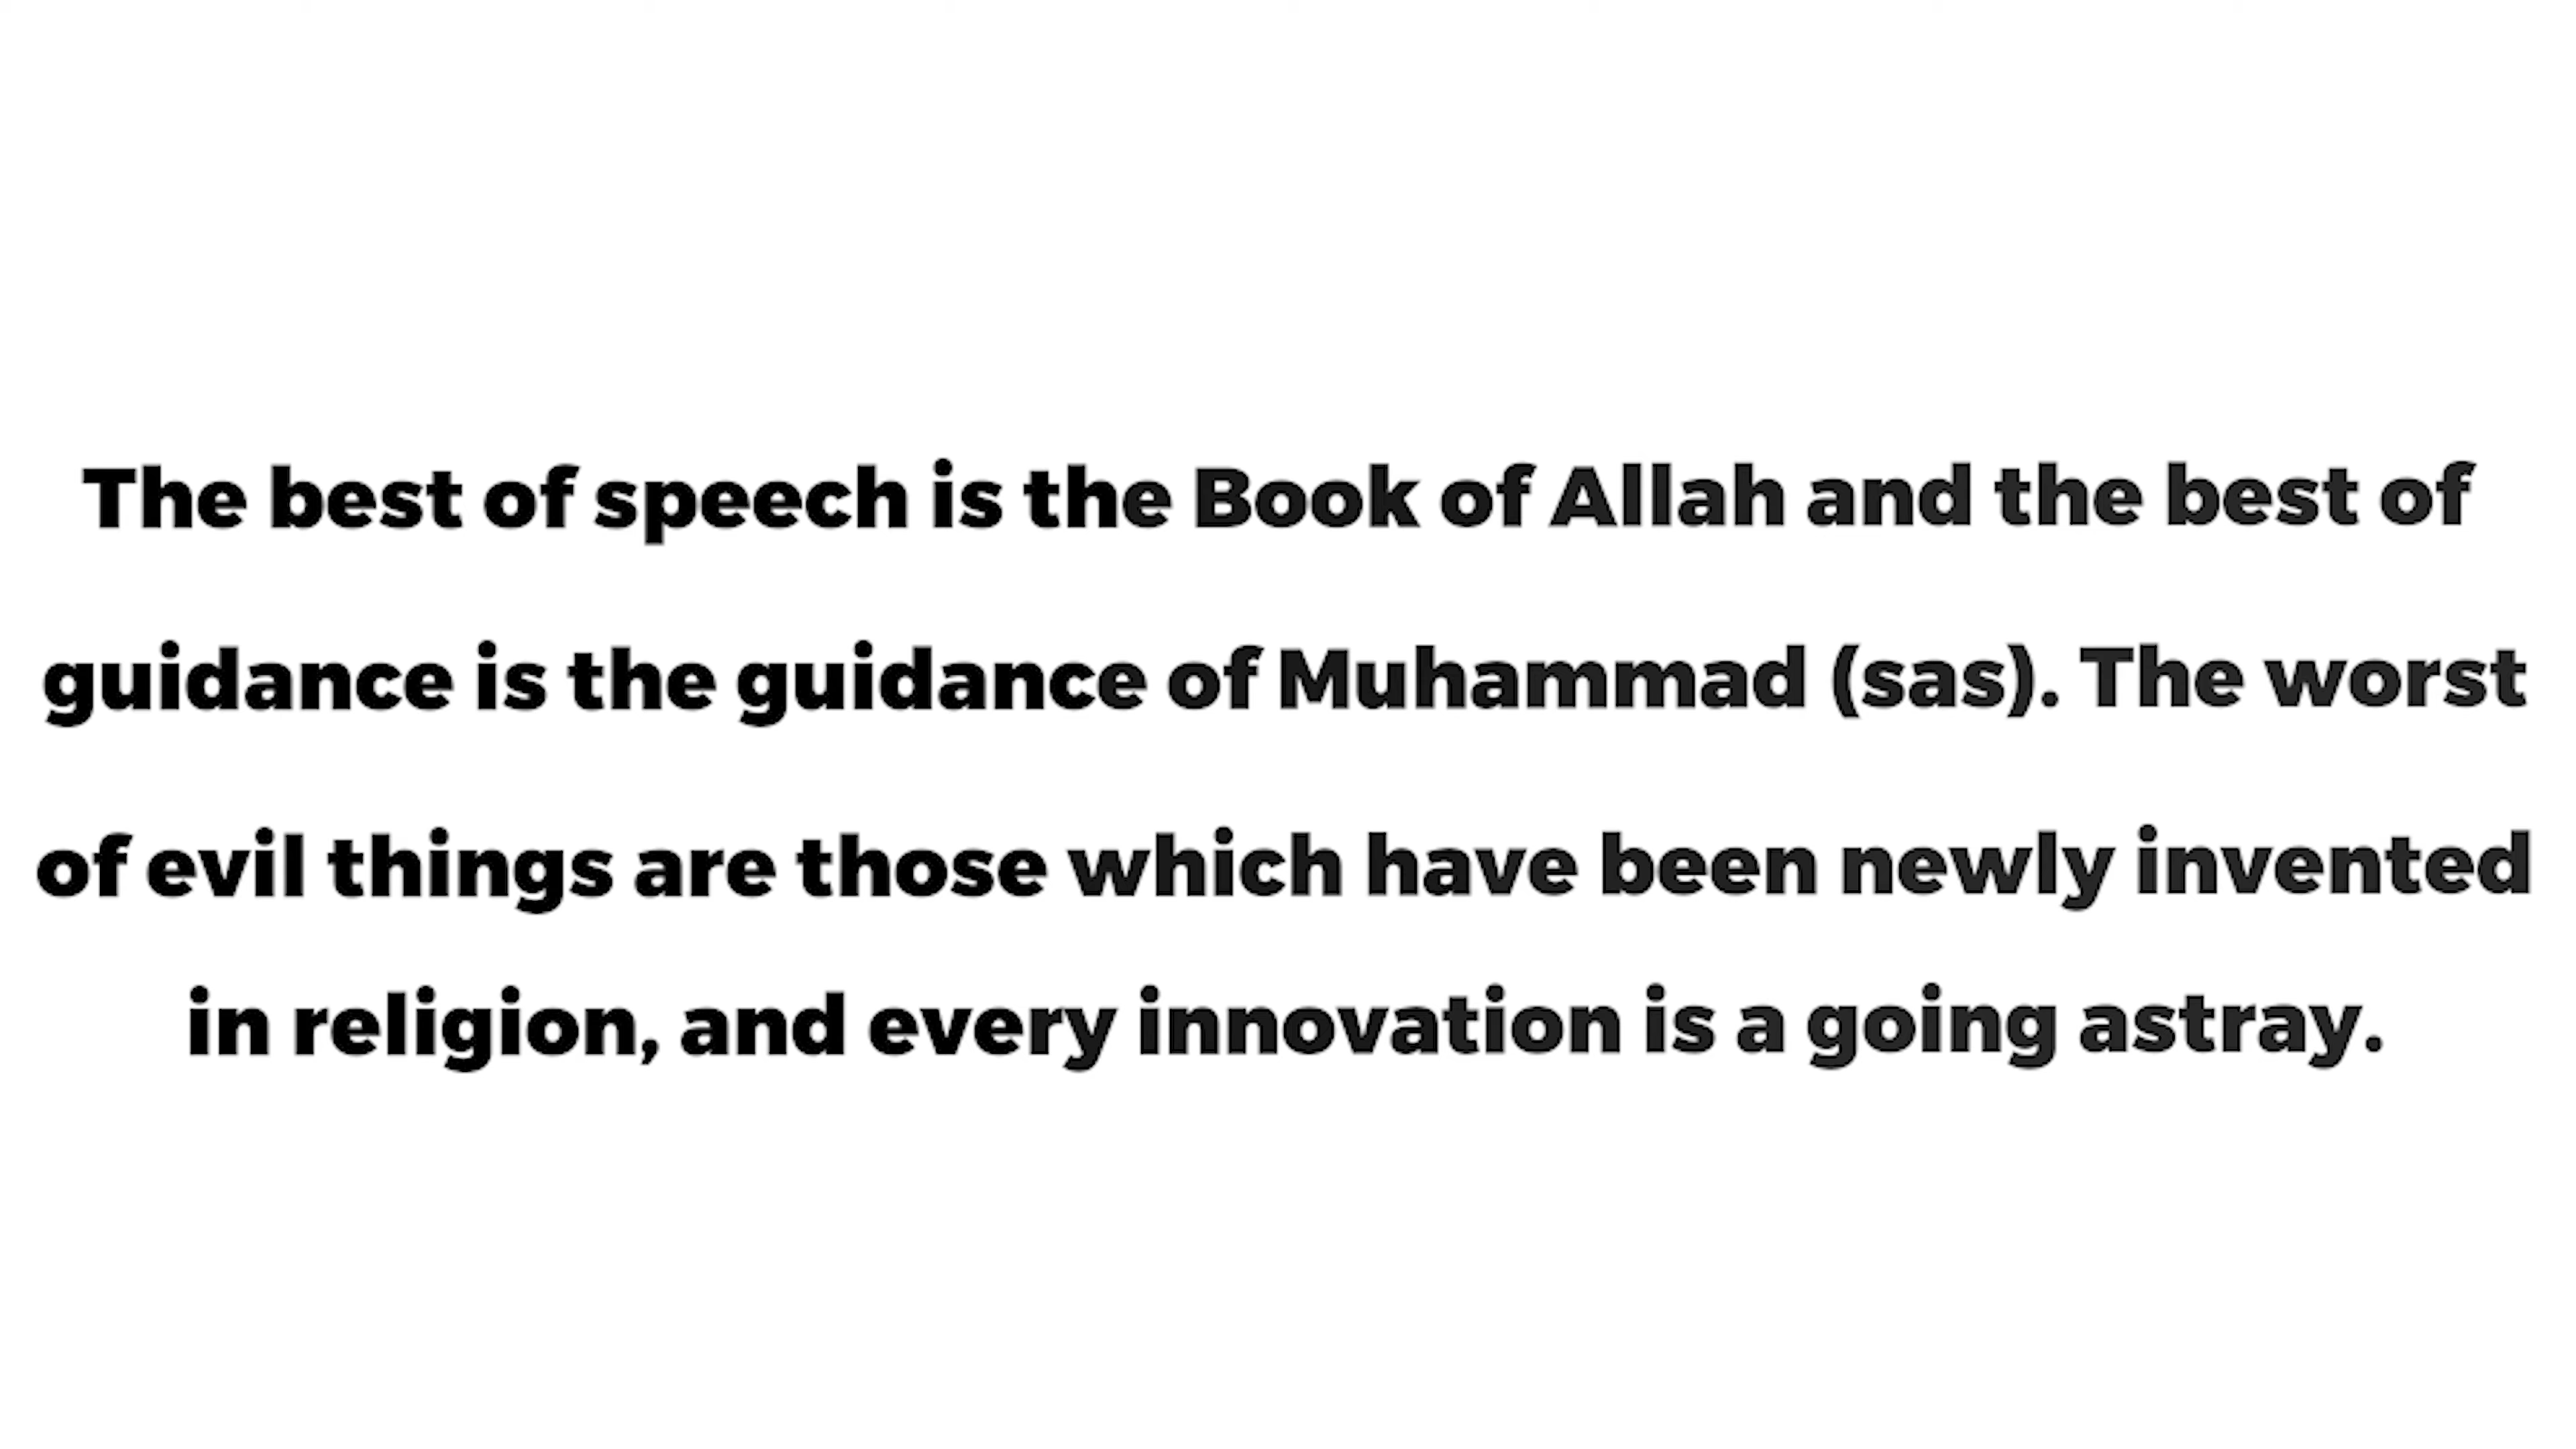 The best of speech is the Book of Allah and the best of
guidance is the guidance of Muhammad (sas). The worst
of evil things are those which have been newly invented
in religion, and every innovation is a going astray.